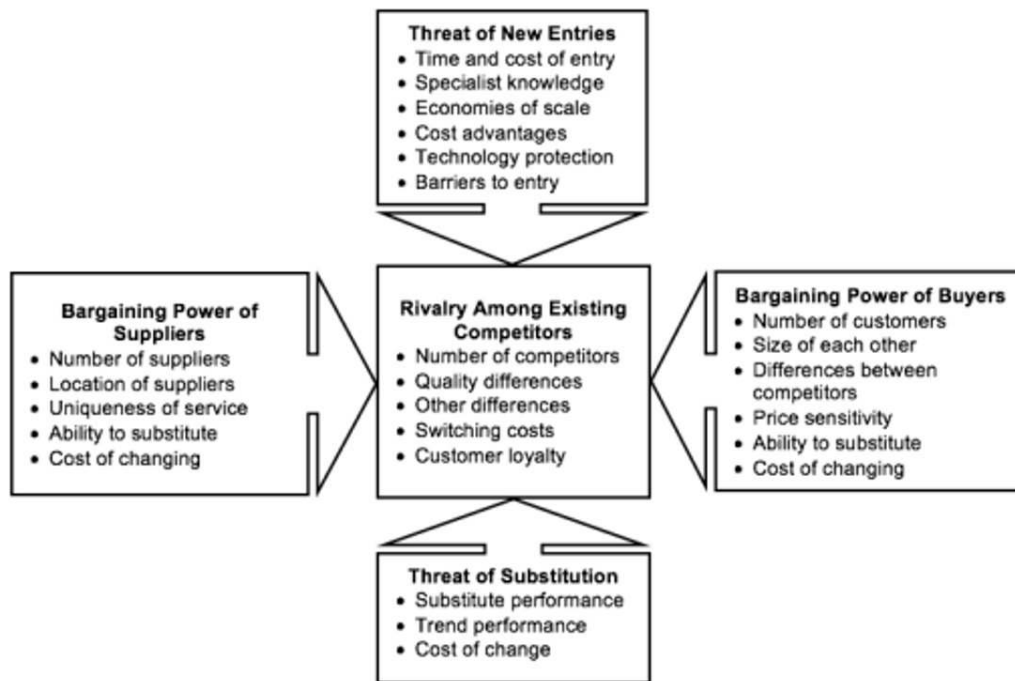 Threat of New Entries
• Time and cost of entry
• Specialist knowledge
• Economies of scale
• Cost advantages
• Technology protection
• Barriers to entry
Bargaining Power of
Suppliers
• Number of suppliers
• Location of suppliers
• Uniqueness of service
• Ability to substitute
• Cost of changing
Rivalry Among Existing
Competitors
• Number of competitors
• Quality differences
• Other differences
• Switching costs
• Customer loyalty
Bargaining Power of Buyers
• Number of customers
• Size of each other
• Differences between
competitors
• Price sensitivity
• Ability to substitute
• Cost of changing
Threat of Substitution
• Substitute performance
• Trend performance
• Cost of change